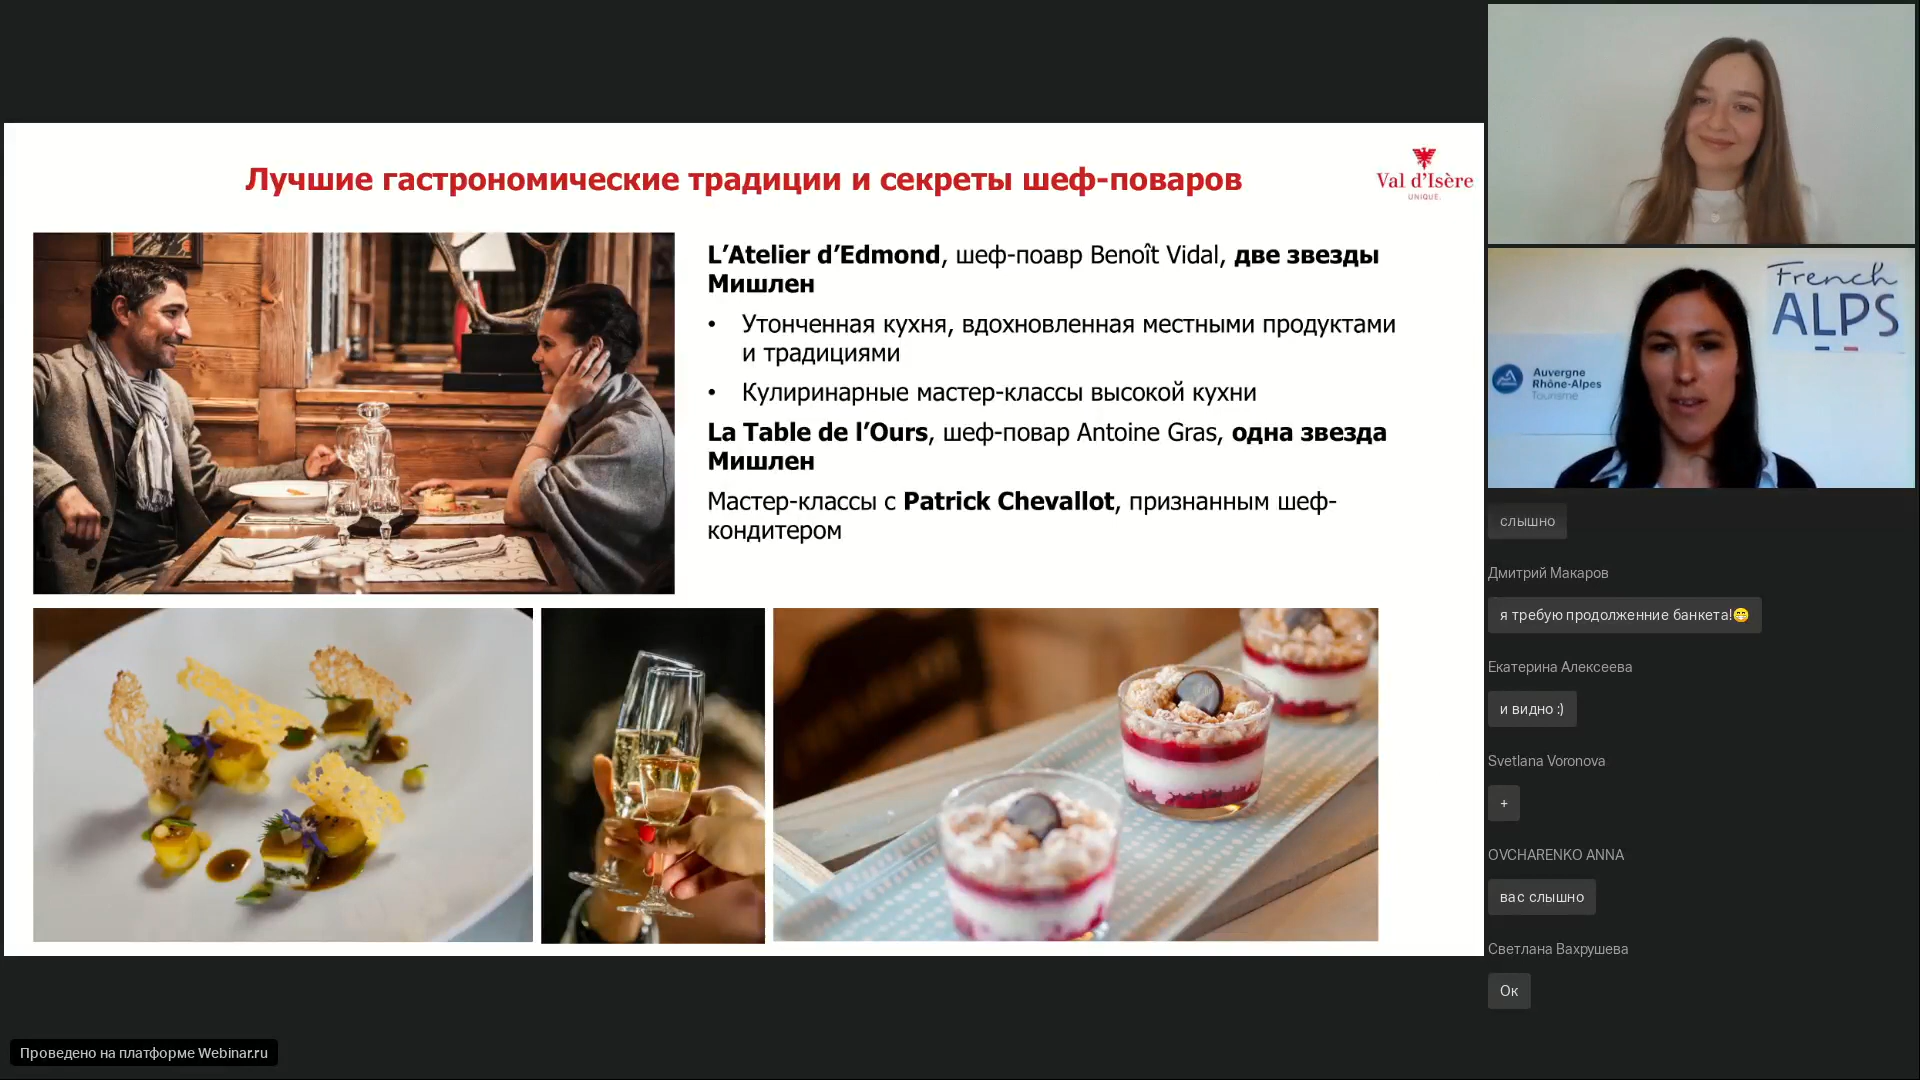 Лучшие гастрономические традиции и секреты шеф-поваров
Val d'Isère
UNIQUE.
L’Atelier d’Edmond, шеф-поавр Benoît Vidal, две звезды
Мишлен
• Утонченная кухня, вдохновленная местными продуктами
и традициями
• Кулиринарные мастер-классы высокой кухни
La Table de l’Ours, шеф-повар Antoine Gras, одна звезда
Мишлен
Мастер-классы с Patrick Chevallot, признанным шеф-
кондитером
French
ALPS
Auvergne
Rhône-Alpes
Tourisme
слышно
Дмитрий Макаров
я требую продолженние банкета!😁
Екатерина Алексеева
и видно :)
Svetlana Voronova
+
OVCHARENKO ANNA
вас слышно
Светлана Вахрушева
Ок
Проведено на платформе Webinar.ru